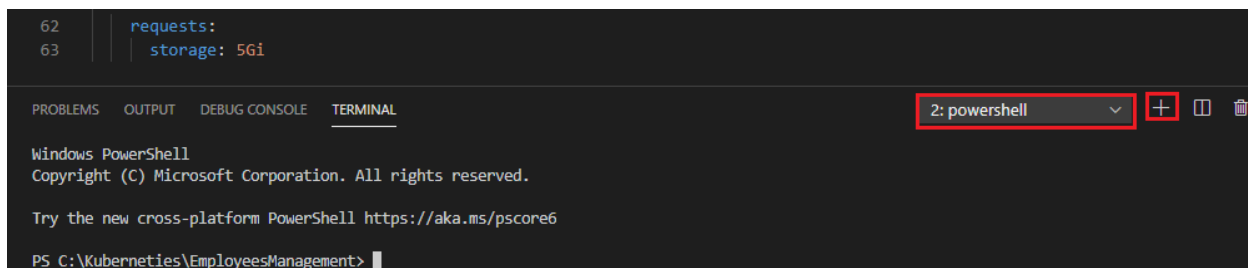 62 requests:
63 storage: 5Gi
PROBLEMS OUTPUT DEBUG CONSOLE TERMINAL 2: powershell
Windows PowerShell
Copyright (C) Microsoft Corporation. All rights reserved.
Try the new cross-platform PowerShell https://aka.ms/pscore6
PS C:\Kuberneties\EmployeesManagement>